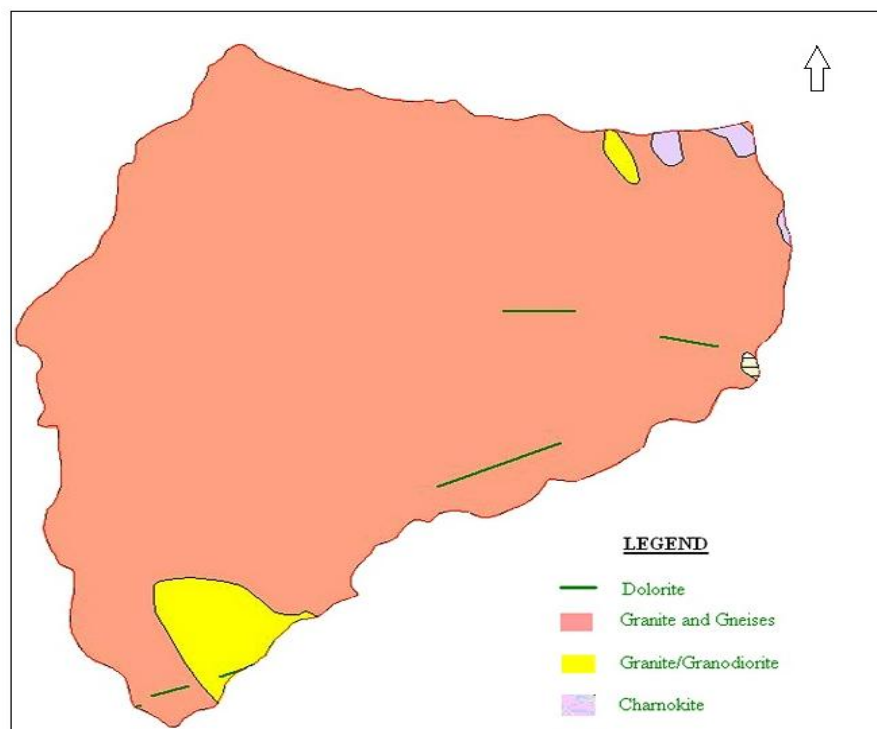 LEGEND
Dolorite
Granite and Gneises
Granite/Granodiorite
Charnokite